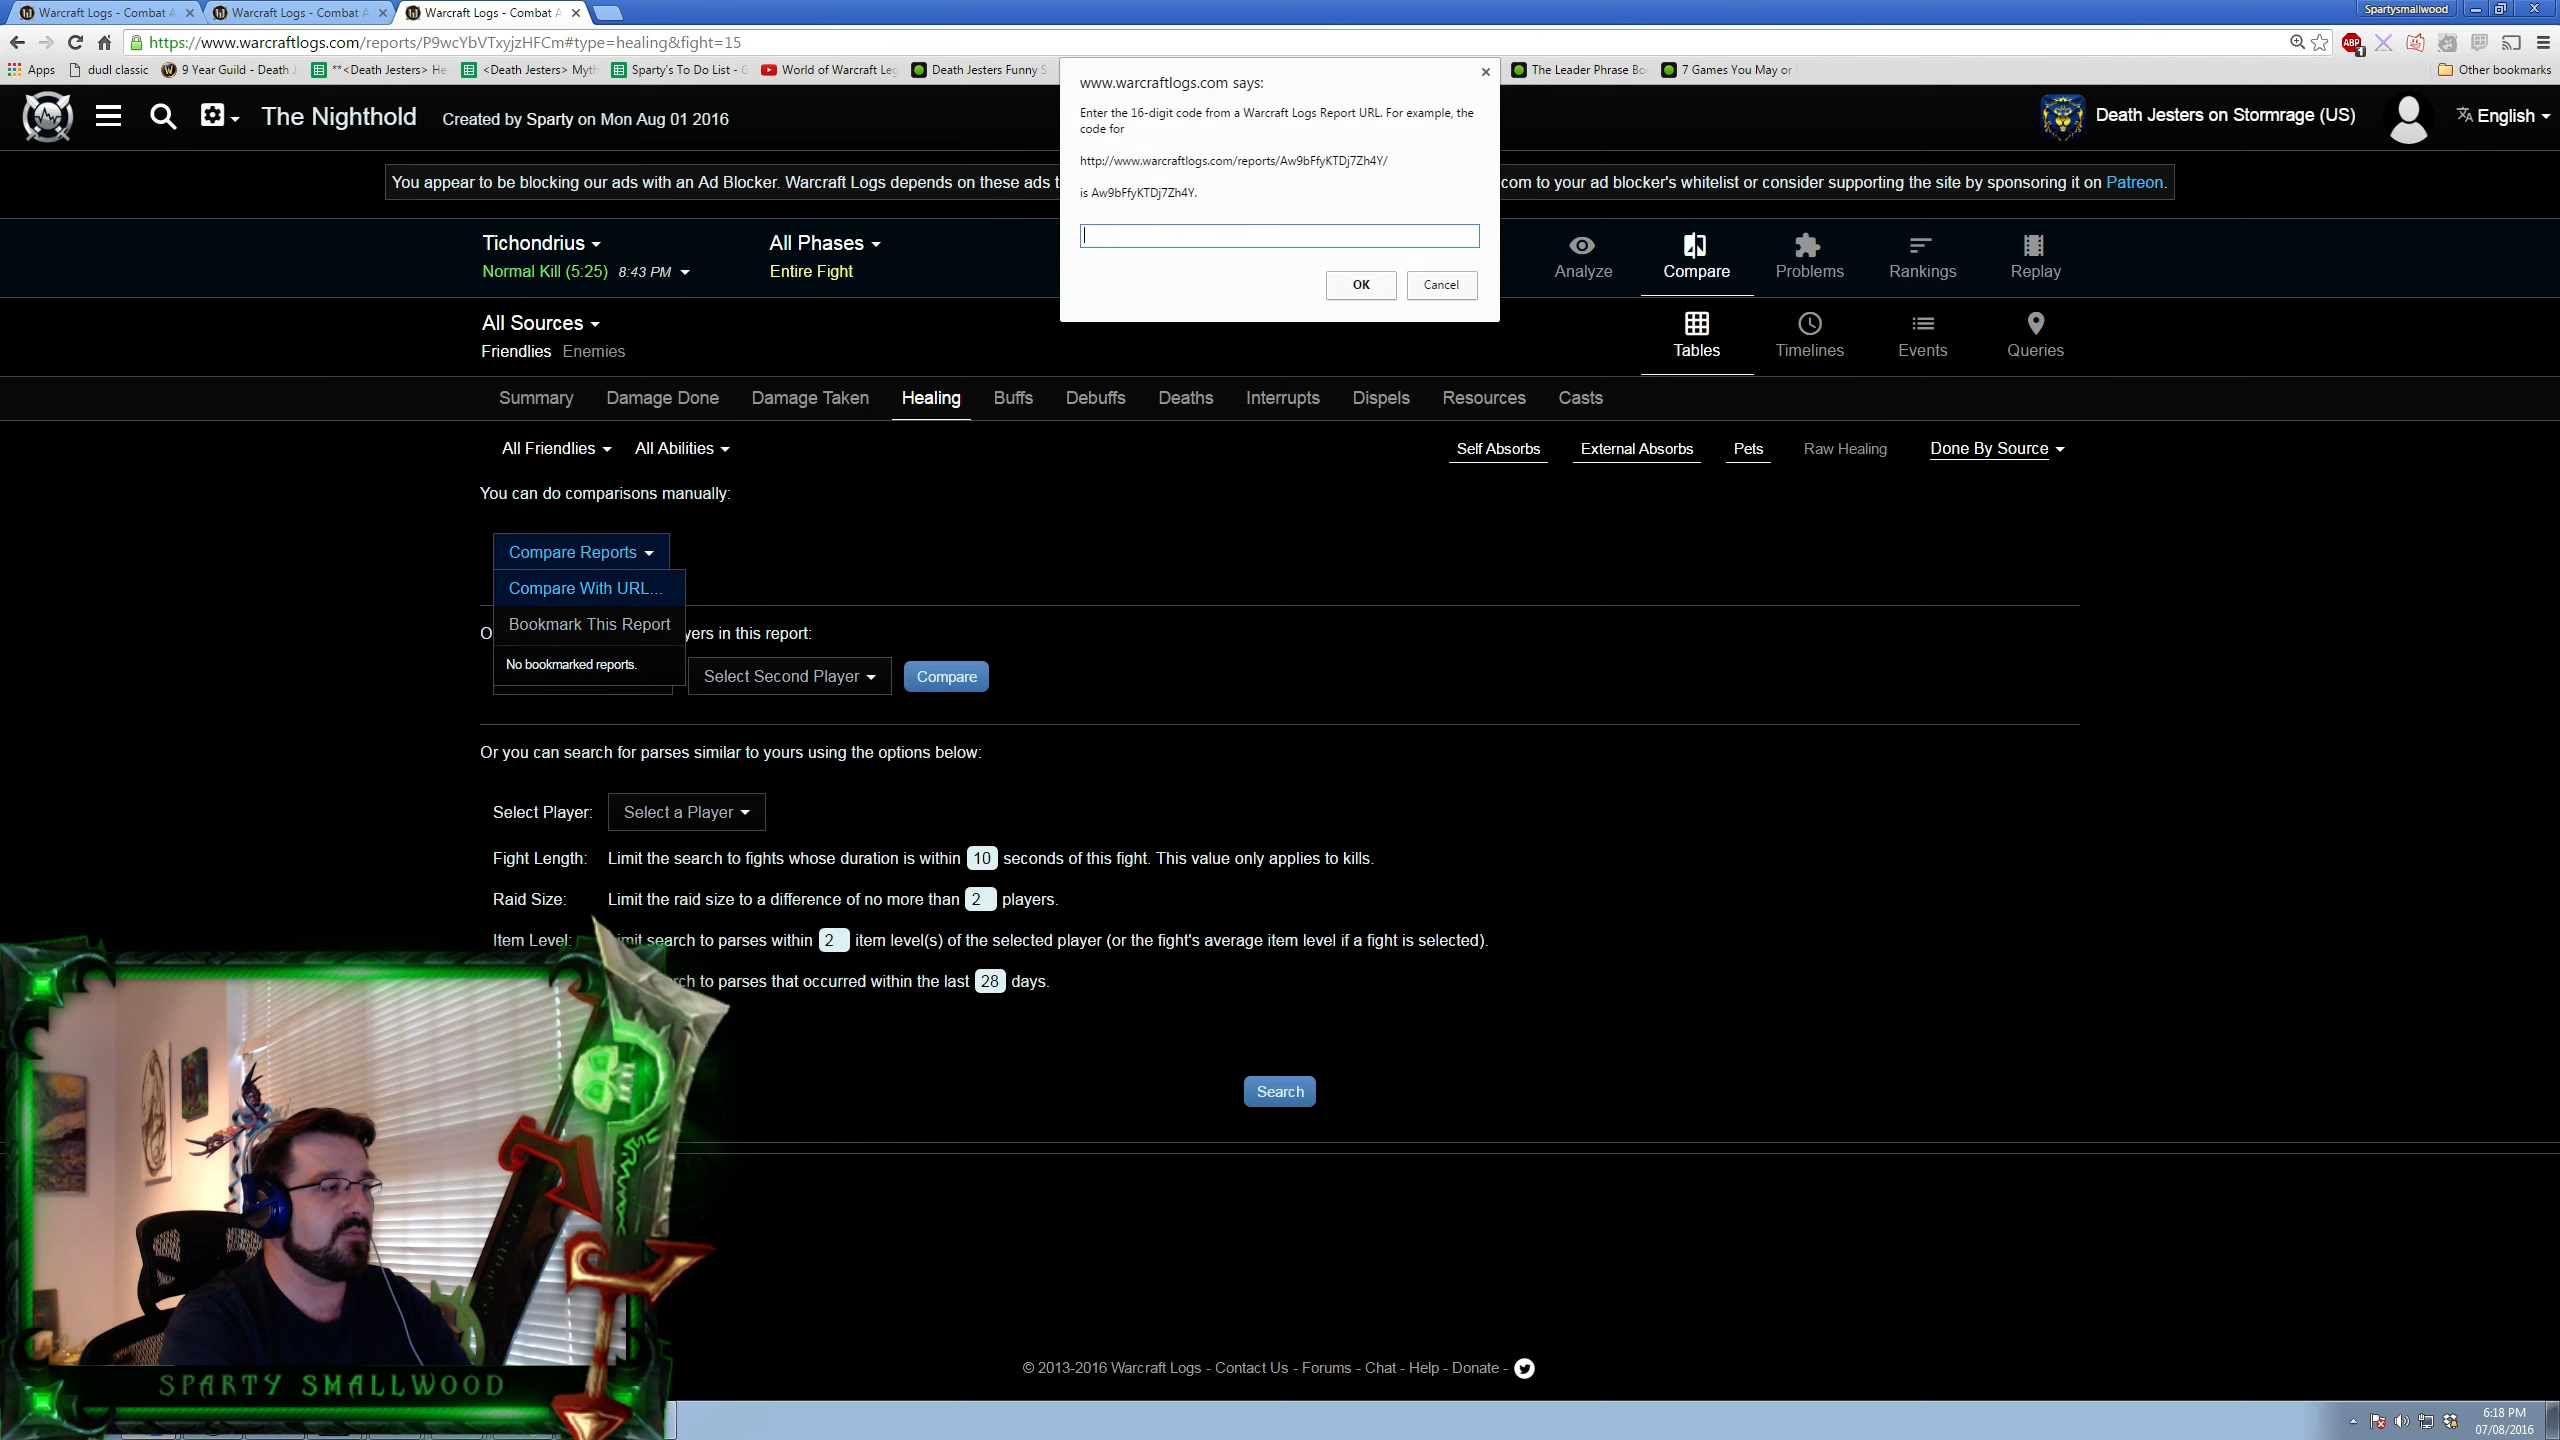 Warcraft Logs - Combat A
Warcraft Logs - Combat A
Warcraft Logs - Combat A
Spartysmallwood
https://www.warcraftlogs.com/reports/P9wcYbVTxyjzHFCm#type=healing&fight=15
ABP
1
Apps
dudl classic
9 Year Guild - Death J
**<Death Jesters> He
<Death Jesters> Myth
Sparty's To Do List - G
World of Warcraft Leg
Death Jesters Funny S
The Leader Phrase Bo
7 Games You May or
Other bookmarks
The Nighthold
Created by Sparty on Mon Aug 01 2016
Death Jesters on Stormrage (US)
English
www.warcraftlogs.com says:
Enter the 16-digit code from a Warcraft Logs Report URL. For example, the
code for
http://www.warcraftlogs.com/reports/Aw9bFfyKTDj7Zh4Y/
is Aw9bFfyKTDj7Zh4Y.
OK
Cancel
You appear to be blocking our ads with an Ad Blocker. Warcraft Logs depends on these ads t
com to your ad blocker's whitelist or consider supporting the site by sponsoring it on Patreon.
Tichondrius
All Phases
Normal Kill (5:25) 8:43 PM
Entire Fight
Analyze
Compare
Problems
Rankings
Replay
All Sources
Friendlies Enemies
Tables
Timelines
Events
Queries
Summary
Damage Done
Damage Taken
Healing
Buffs
Debuffs
Deaths
Interrupts
Dispels
Resources
Casts
All Friendlies
All Abilities
Self Absorbs
External Absorbs
Pets
Raw Healing
Done By Source
You can do comparisons manually:
Compare Reports
Compare With URL...
Bookmark This Report
No bookmarked reports.
O
yers in this report:
Select Second Player
Compare
Or you can search for parses similar to yours using the options below:
Select Player:
Select a Player
Fight Length: Limit the search to fights whose duration is within 10 seconds of this fight. This value only applies to kills.
Raid Size: Limit the raid size to a difference of no more than 2 players.
Item Level: imit search to parses within 2 item level(s) of the selected player (or the fight's average item level if a fight is selected).
rch to parses that occurred within the last 28 days.
Search
SPARTY SMALLWOOD
© 2013-2016 Warcraft Logs - Contact Us - Forums - Chat - Help - Donate -
6:18 PM
07/08/2016